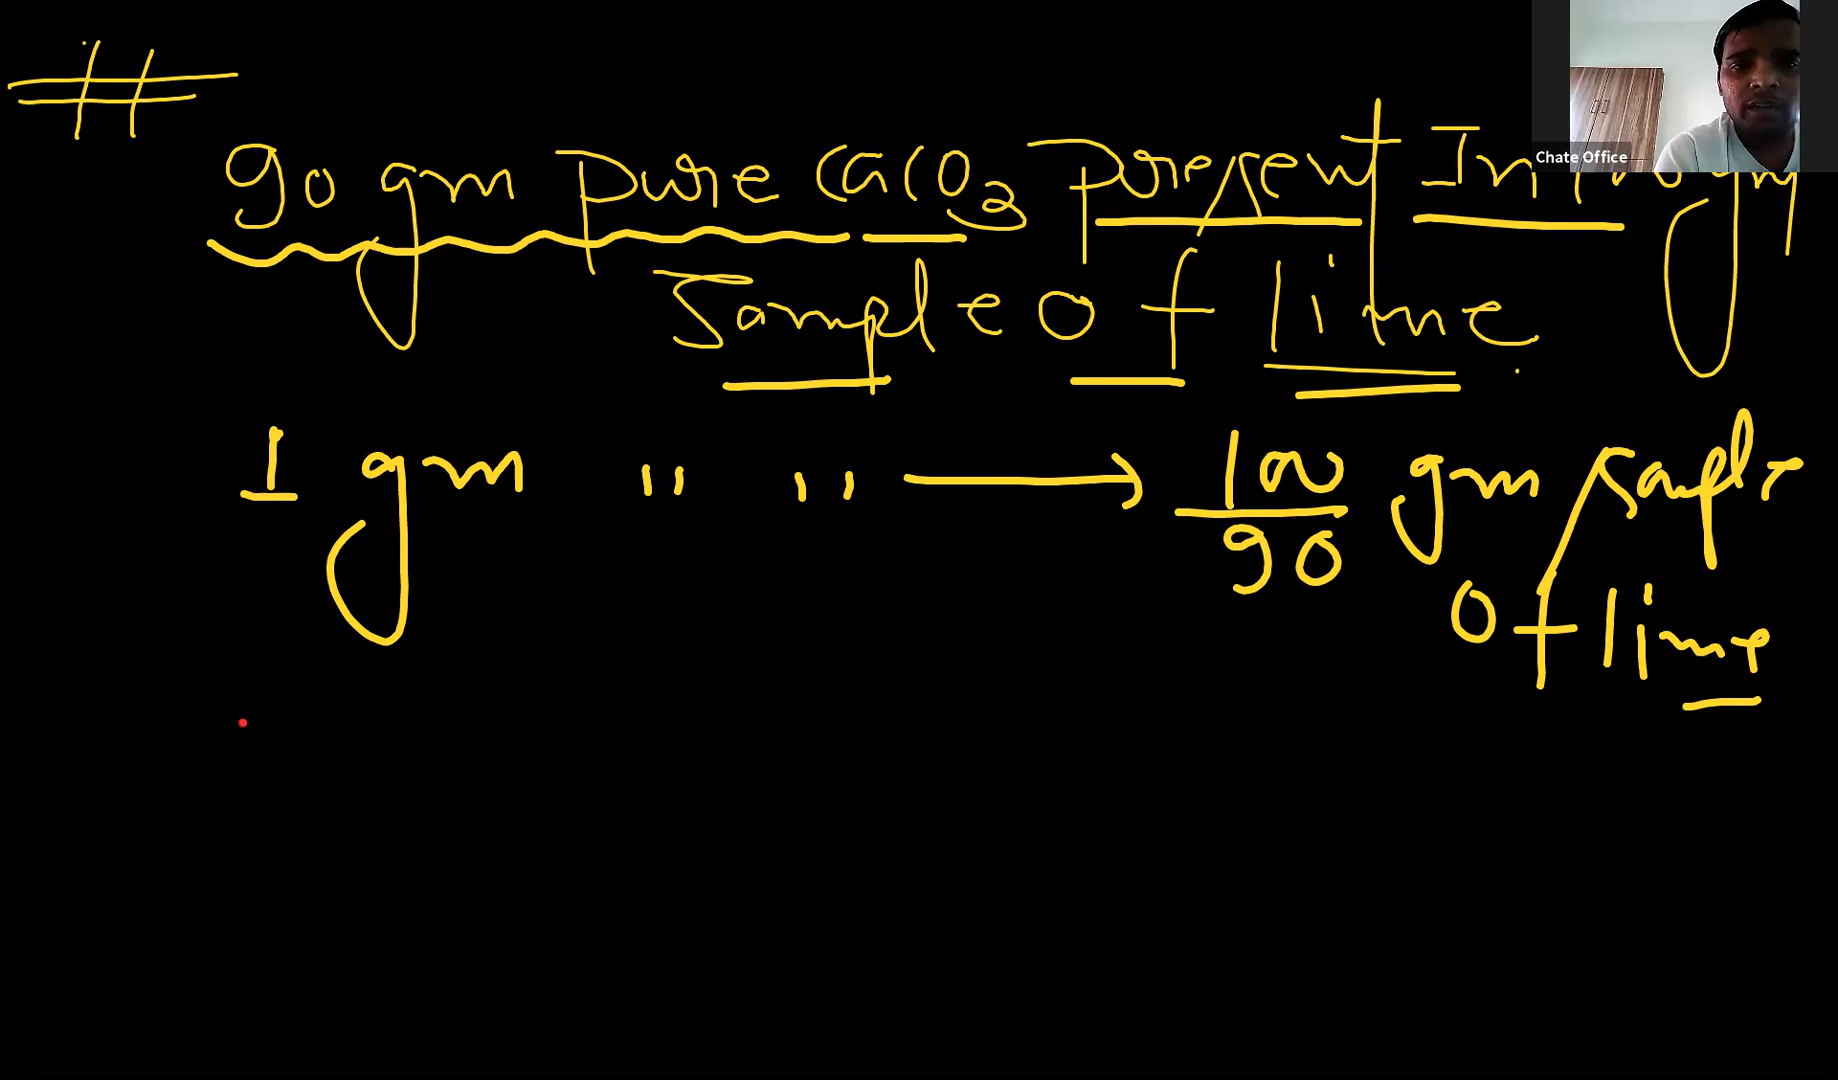 90 gm pure CaCO3 present In 100 gm
Sample of lime.
1 gm " " → 100/90 gm sample
of lime
Chate Office